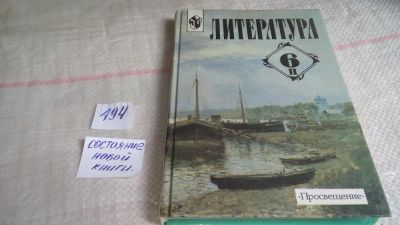 ЛИТЕРАТУРА
6
II
194
СОСТОЯНИЕ
НОВОЙ
КНИГИ
•Просвещение•